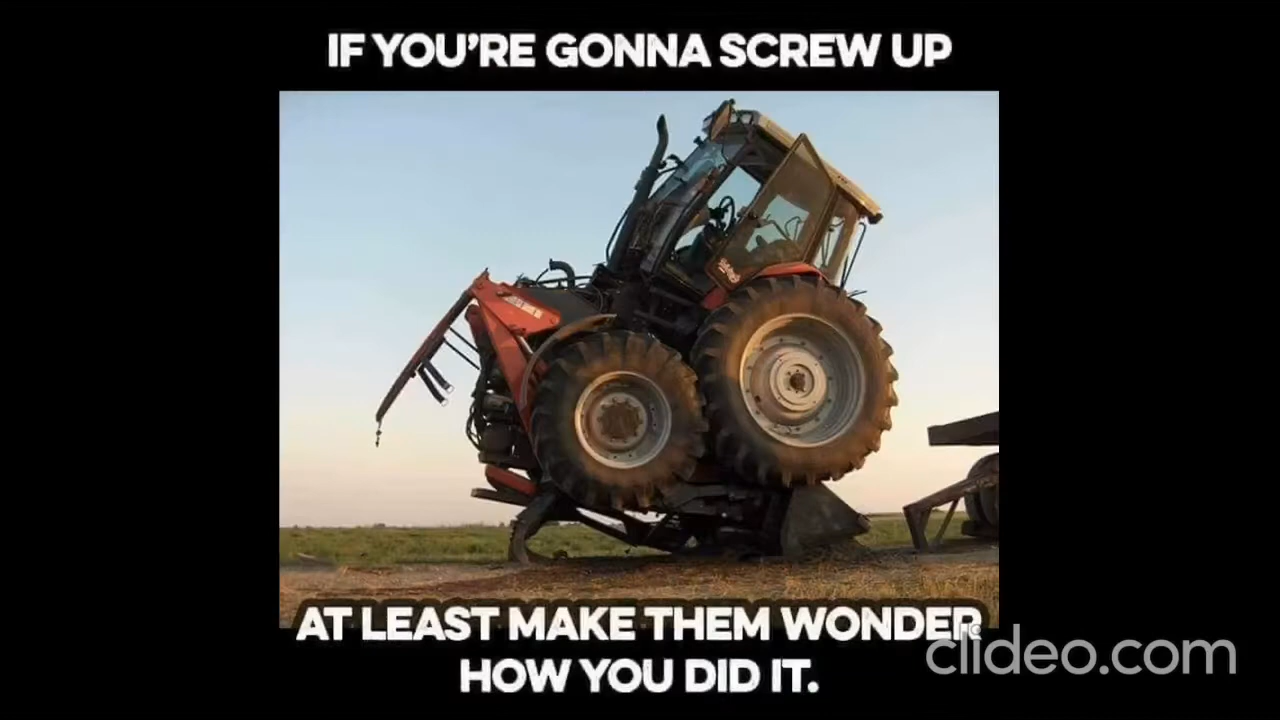 IF YOU'RE GONNA SCREW UP
AT LEAST MAKE THEM WONDER
HOW YOU DID IT.
clideo.com